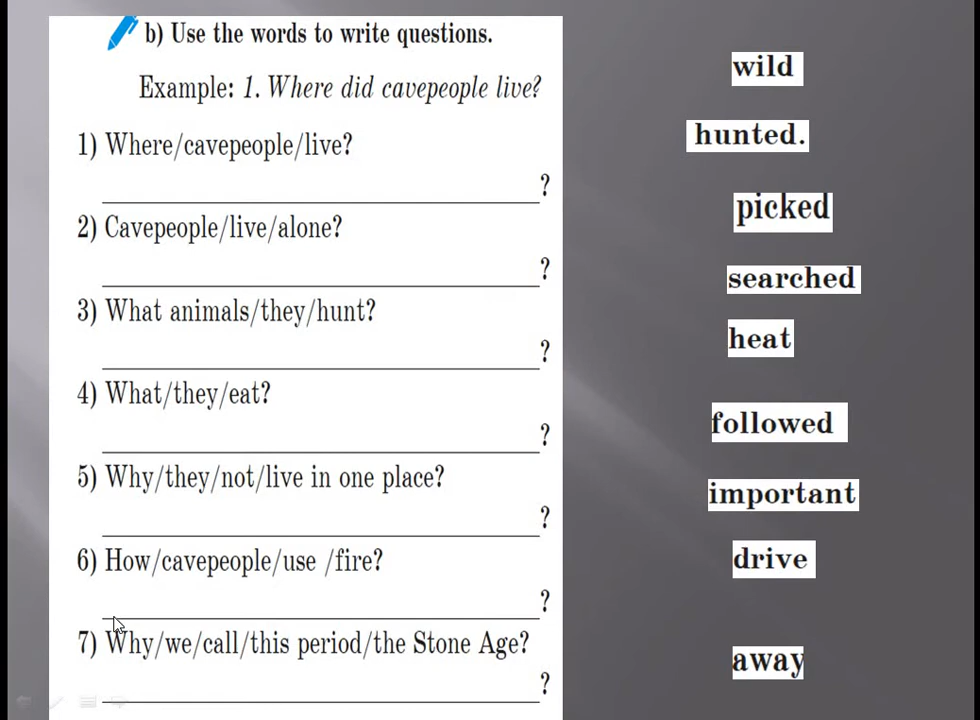 b) Use the words to write questions.
Example: 1. Where did cavepeople live?
1) Where/cavepeople/live?
?
2) Cavepeople/live/alone?
?
3) What animals/they/hunt?
?
4) What/they/eat?
?
5) Why/they/not/live in one place?
?
6) How/cavepeople/use /fire?
?
7) Why/we/call/this period/the Stone Age?
?
wild
hunted.
picked
searched
heat
followed
important
drive
away